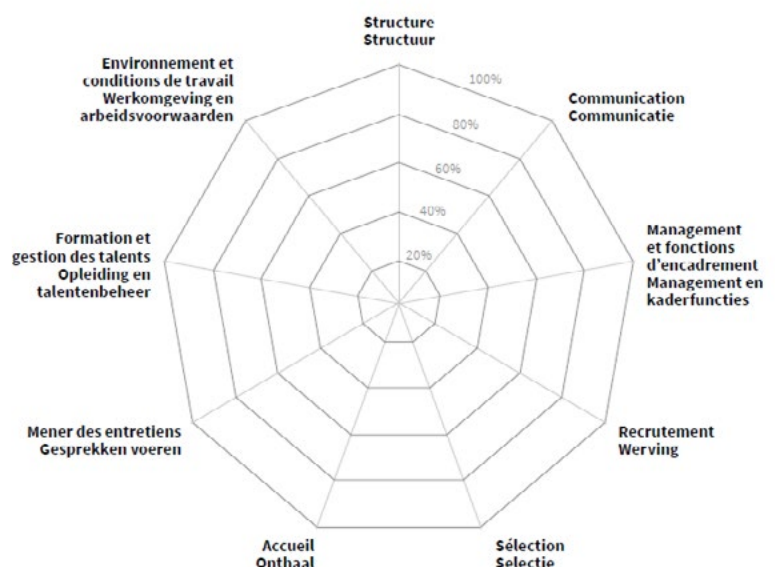 Structure
Structuur
Environnement et
conditions de travail
Werkomgeving en
arbeidsvoorwaarden
100%
Communication
Communicatie
80%
60%
40%
20%
Management
et fonctions
d'encadrement
Management en
kaderfuncties
Formation et
gestion des talents
Opleiding en
talentenbeheer
Mener des entretiens
Gesprekken voeren
Recrutement
Werving
Accueil
Onthaal
Sélection
Selectie